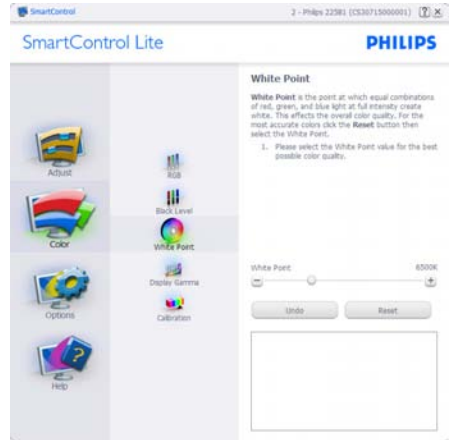 SmartControl
2 - Philips 225B1 (CS30715000001)
SmartControl Lite
PHILIPS
Adjust
Color
Options
Help
RGB
Black Level
White Point
Display Gamma
Calibration
White Point
White Point is the point at which equal combinations
of red, green, and blue light at full intensity create
white. This effects the overall color quality. For the
most accurate colors click the Reset button then
select the White Point.
1. Please select the White Point value for the best
possible color quality.
White Point
6500K
Undo
Reset